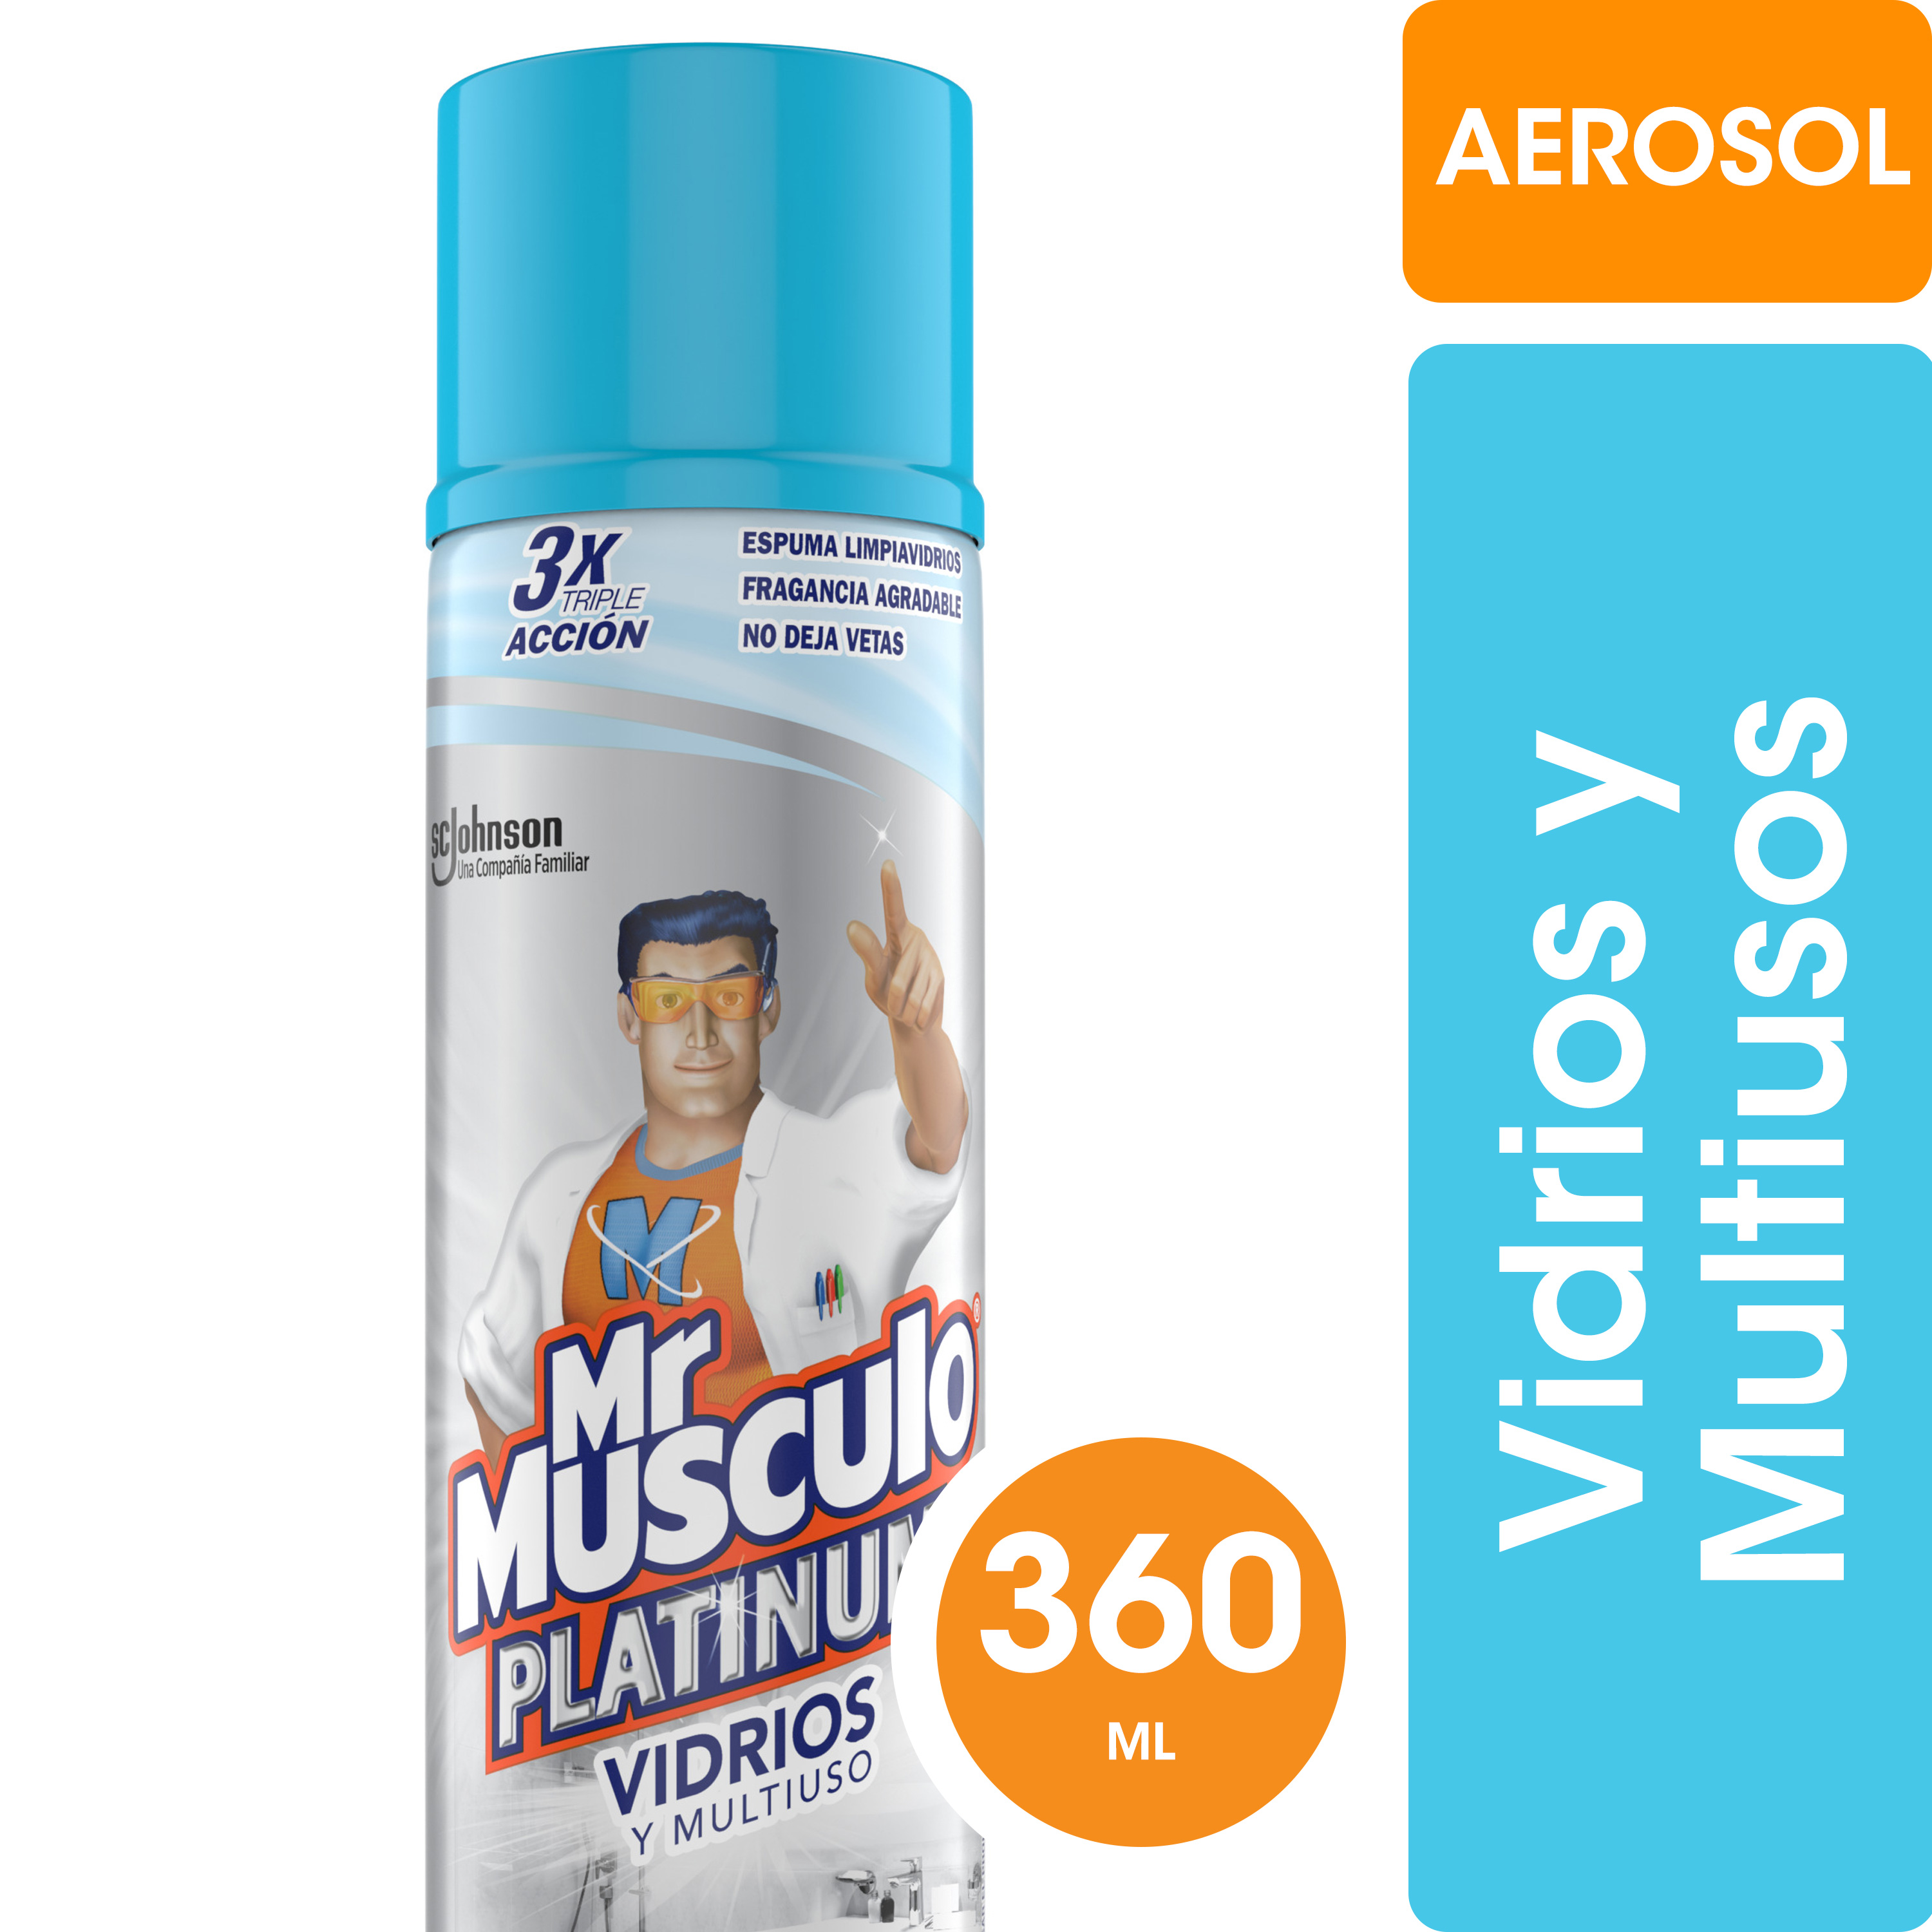 AEROSOL
Vidrios y
Multiusos
3X
TRIPLE
ACCIÓN
ESPUMA LIMPIAVIDRIOS
FRAGANCIA AGRADABLE
NO DEJA VETAS
scJohnson
Una Compañía Familiar
M
Mr
MUSCULO®
PLATINUM
VIDRIOS
Y MULTIUSO
360
ML